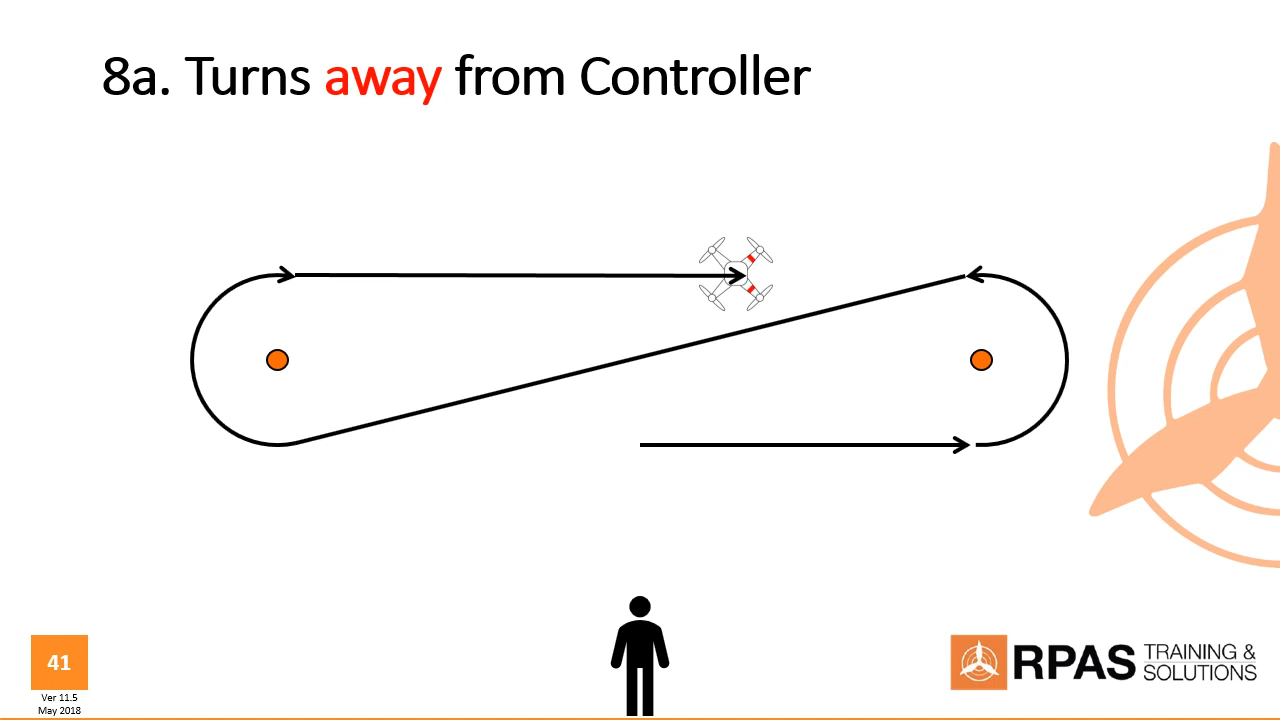 8a. Turns away from Controller
41
Ver 11.5
May 2018
RPAS TRAINING &
SOLUTIONS